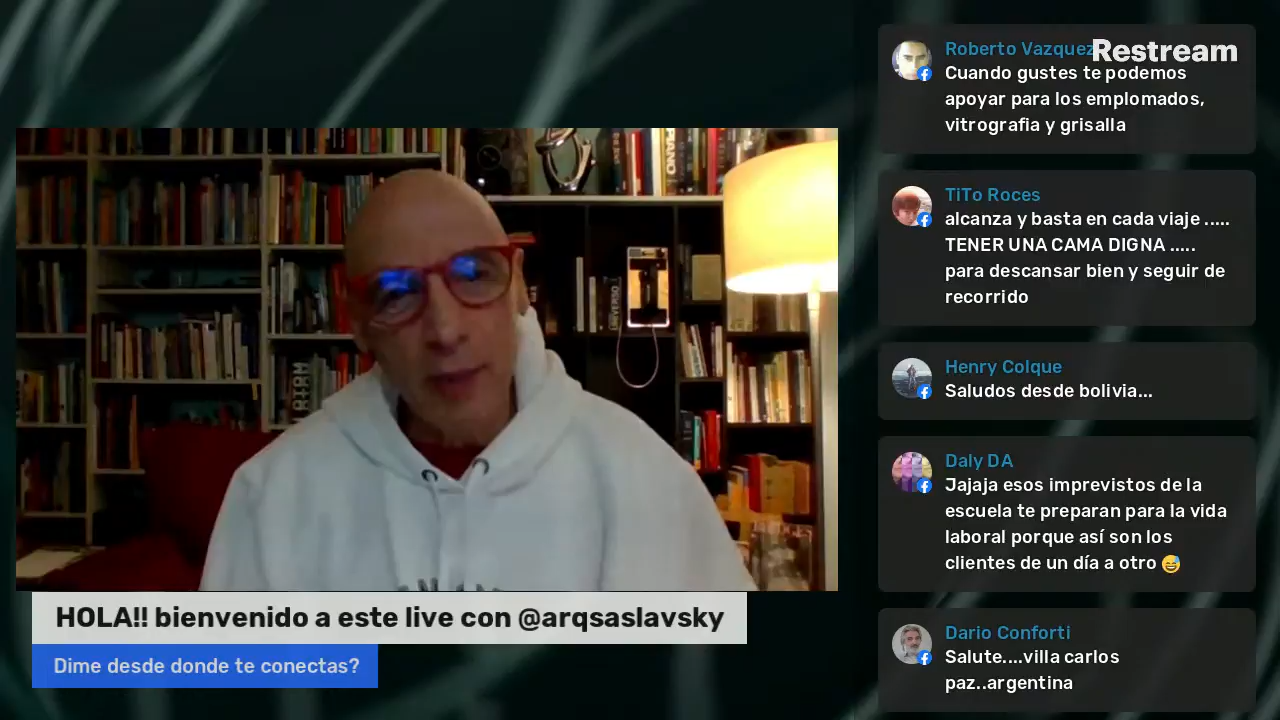 Restream
Roberto Vazquez
Cuando gustes te podemos
apoyar para los emplomados,
vitrografia y grisalla
TiTo Roces
alcanza y basta en cada viaje .....
TENER UNA CAMA DIGNA .....
para descansar bien y seguir de
recorrido
Henry Colque
Saludos desde bolivia...
Daly DA
Jajaja esos imprevistos de la
escuela te preparan para la vida
laboral porque así son los
clientes de un día a otro 😅
Dario Conforti
Salute....villa carlos
paz..argentina
LATAM
HOLA!! bienvenido a este live con @arqsaslavsky
Dime desde donde te conectas?